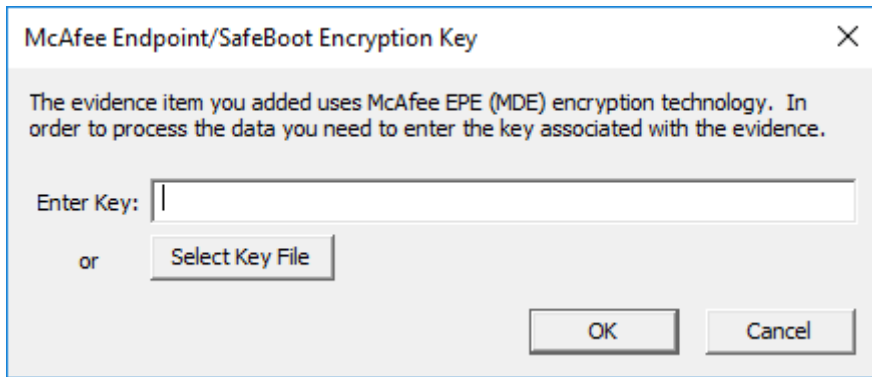 McAfee Endpoint/SafeBoot Encryption Key
The evidence item you added uses McAfee EPE (MDE) encryption technology.  In
order to process the data you need to enter the key associated with the evidence.
Enter Key:
or
Select Key File
OK
Cancel